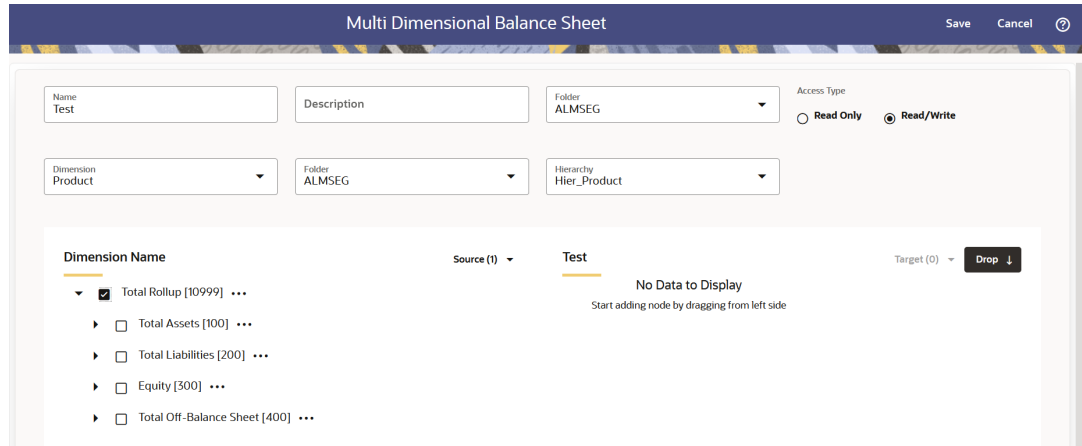 Multi Dimensional Balance Sheet
Save Cancel
Name
Test
Description
Folder
ALMSEG
Access Type
Read Only
Read/Write
Dimension
Product
Folder
ALMSEG
Hierarchy
Hier_Product
Dimension Name
Source (1)
Total Rollup [10999]
Total Assets [100]
Total Liabilities [200]
Equity [300]
Total Off-Balance Sheet [400]
Test
Target (0)
Drop ↓
No Data to Display
Start adding node by dragging from left side